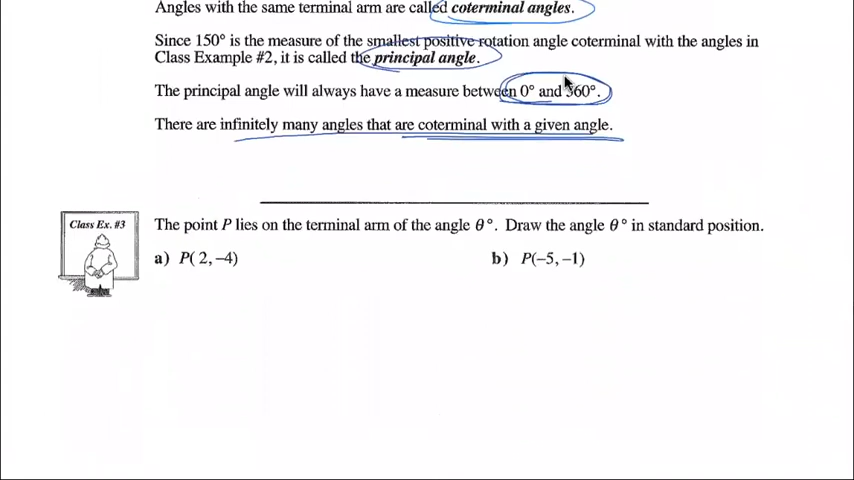 Angles with the same terminal arm are called coterminal angles.
Since 150° is the measure of the smallest positive rotation angle coterminal with the angles in
Class Example #2, it is called the principal angle.
The principal angle will always have a measure between 0° and 360°.
There are infinitely many angles that are coterminal with a given angle.
Class Ex. #3
The point P lies on the terminal arm of the angle θ°. Draw the angle θ° in standard position.
a) P( 2, –4) b) P(–5, –1)